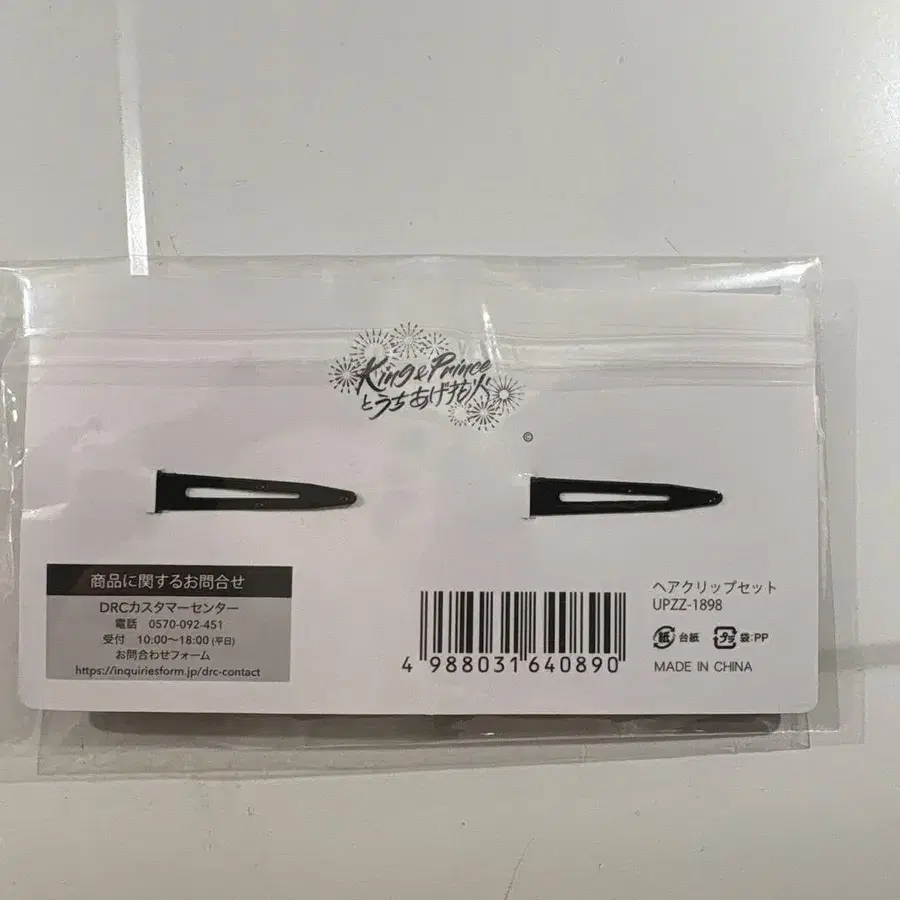 King & Prince
とうちあげ花火
©
商品に関するお問合せ
DRCカスタマーセンター
電話 0570-092-451
受付 10:00〜18:00 (平日)
お問合わせフォーム
https://inquiriesform.jp/drc-contact
4 988031 640890
ヘアクリップセット
UPZZ-1898
紙 台紙 プラ 袋:PP
MADE IN CHINA